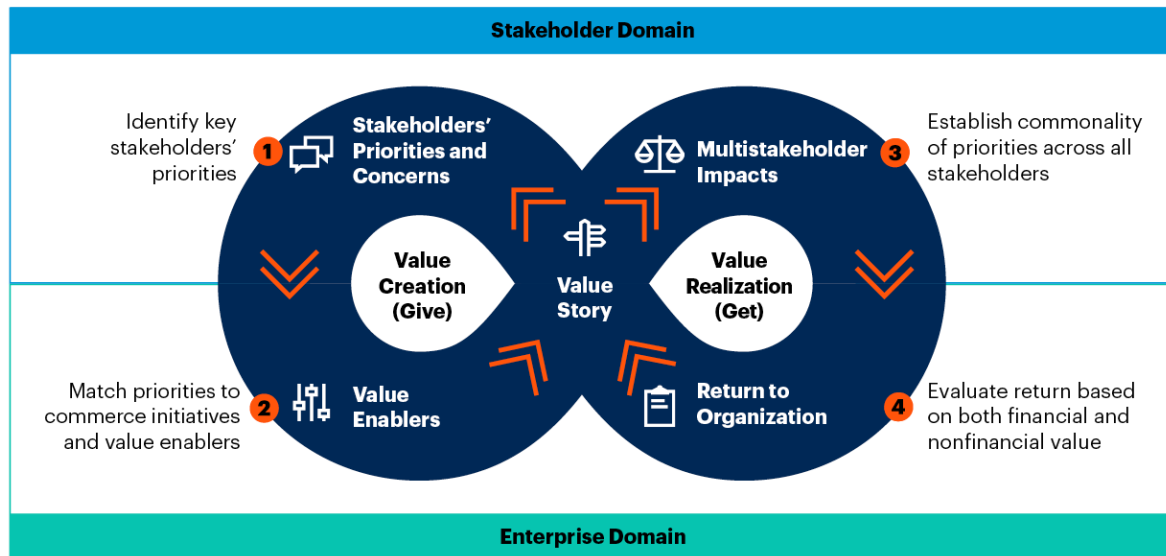 Stakeholder Domain
Identify key
stakeholders’
priorities
1
Stakeholders’
Priorities and
Concerns
Multistakeholder
Impacts
3
Establish commonality
of priorities across all
stakeholders
Value
Creation
(Give)
Value
Story
Value
Realization
(Get)
Match priorities to
commerce initiatives
and value enablers
2
Value
Enablers
Return to
Organization
4
Evaluate return based
on both financial and
nonfinancial value
Enterprise Domain